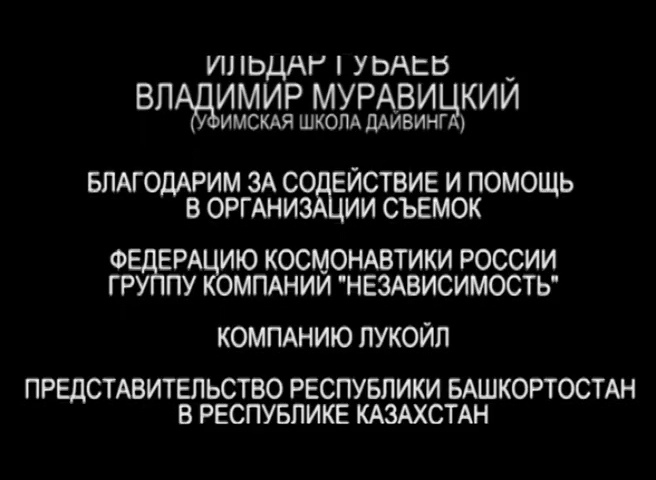 ИЛЬДАР ГУБАЕВ
ВЛАДИМИР МУРАВИЦКИЙ
(УФИМСКАЯ ШКОЛА ДАЙВИНГА)
БЛАГОДАРИМ ЗА СОДЕЙСТВИЕ И ПОМОЩЬ
В ОРГАНИЗАЦИИ СЪЕМОК
ФЕДЕРАЦИЮ КОСМОНАВТИКИ РОССИИ
ГРУППУ КОМПАНИЙ "НЕЗАВИСИМОСТЬ"
КОМПАНИЮ ЛУКОЙЛ
ПРЕДСТАВИТЕЛЬСТВО РЕСПУБЛИКИ БАШКОРТОСТАН
В РЕСПУБЛИКЕ КАЗАХСТАН